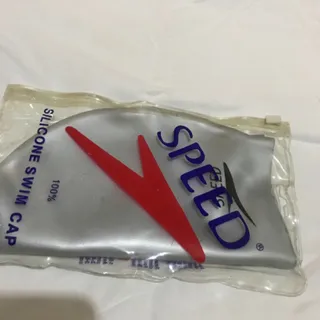 SPEED
®
SILICONE SWIM CAP
100%